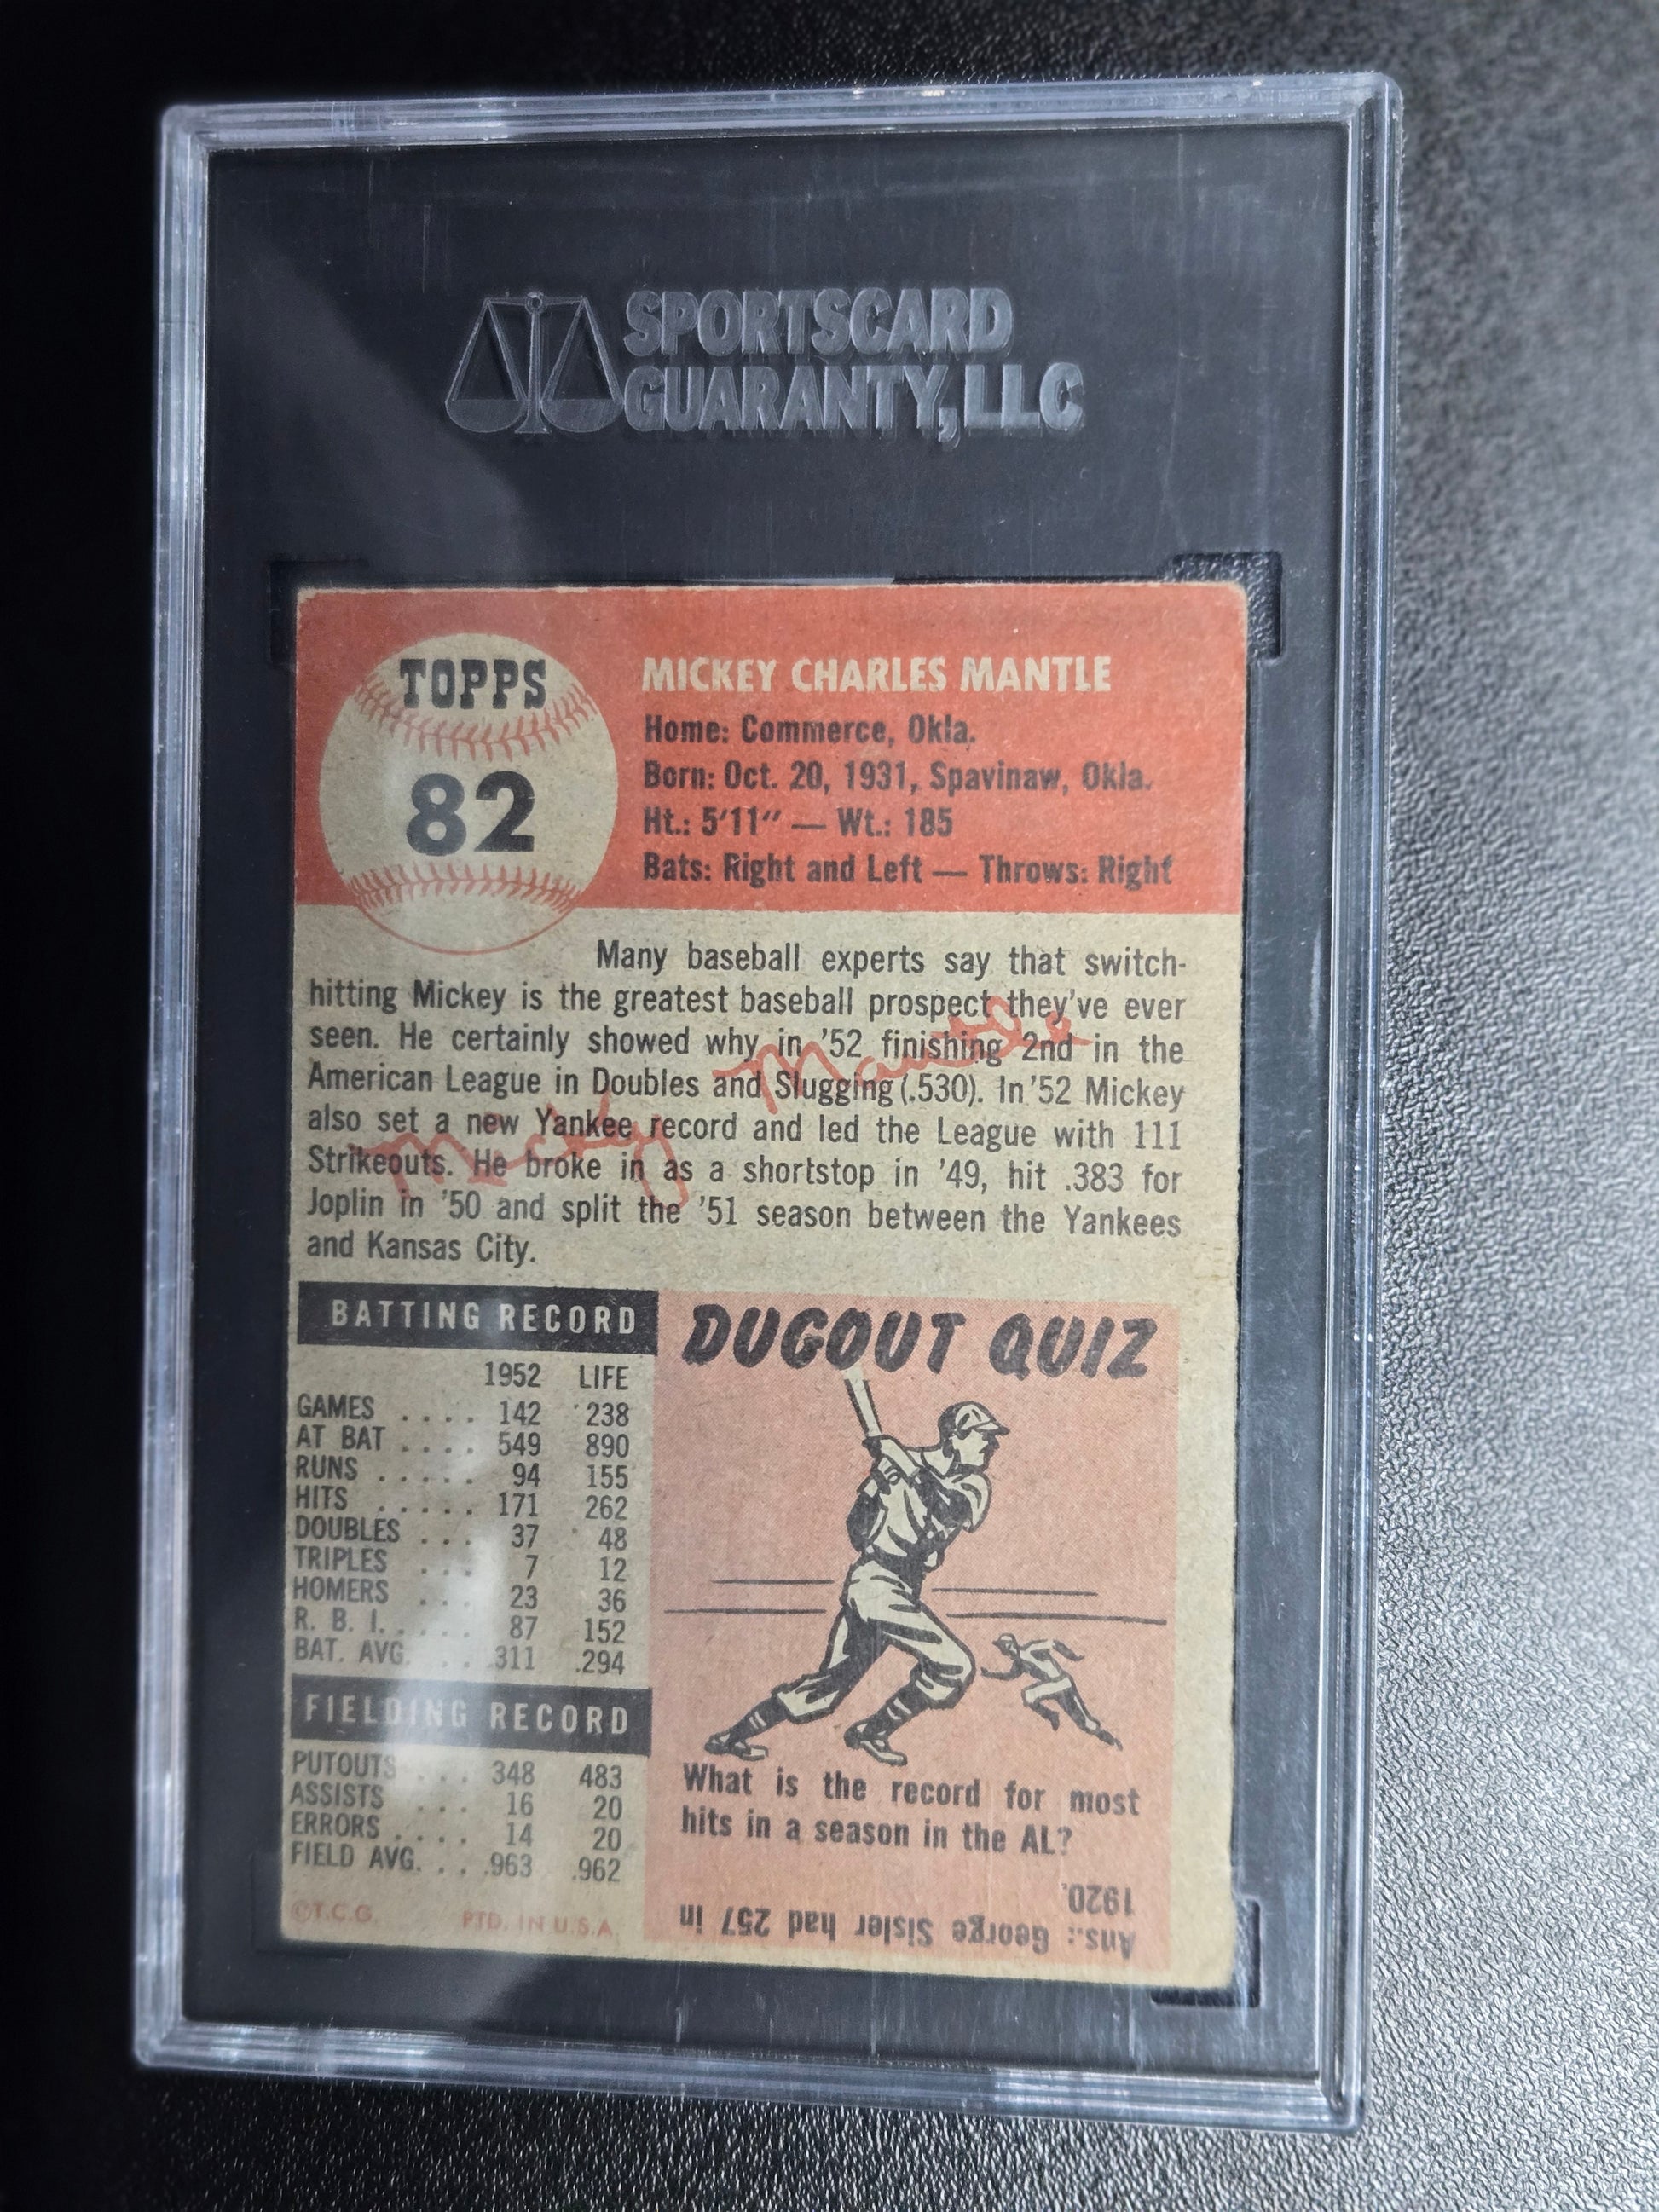 SPORTSCARD
GUARANTY, LLC
TOPPS
82
MICKEY CHARLES MANTLE
Home: Commerce, Okla.
Born: Oct. 20, 1931, Spavinaw, Okla.
Ht.: 5'11" — Wt.: 185
Bats: Right and Left — Throws: Right
Many baseball experts say that switch-
hitting Mickey is the greatest baseball prospect they've ever
seen. He certainly showed why in '52 finishing 2nd in the
American League in Doubles and Slugging (.530). In '52 Mickey
also set a new Yankee record and led the League with 111
Strikeouts. He broke in as a shortstop in '49, hit .383 for
Joplin in '50 and split the '51 season between the Yankees
and Kansas City.
Mickey Mantle
BATTING RECORD
1952 LIFE
GAMES .... 142 238
AT BAT .... 549 890
RUNS ..... 94 155
HITS ..... 171 262
DOUBLES ... 37 48
TRIPLES ... 7 12
HOMERS ... 23 36
R. B. I. .... 87 152
BAT. AVG. .. .311 .294
FIELDING RECORD
PUTOUTS ... 348 483
ASSISTS ... 16 20
ERRORS .... 14 20
FIELD AVG. .. .963 .962
©T.C.G. PTD. IN U.S.A.
DUGOUT QUIZ
What is the record for most
hits in a season in the AL?
Ans.: George Sisler had 257 in
1920.